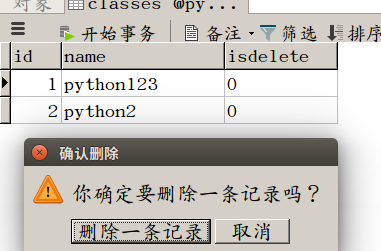 对象 classes @py...
开始事务 备注 筛选 排序
id name isdelete
1 python123 0
2 python2 0
确认删除
你确定要删除一条记录吗？
删除一条记录 取消